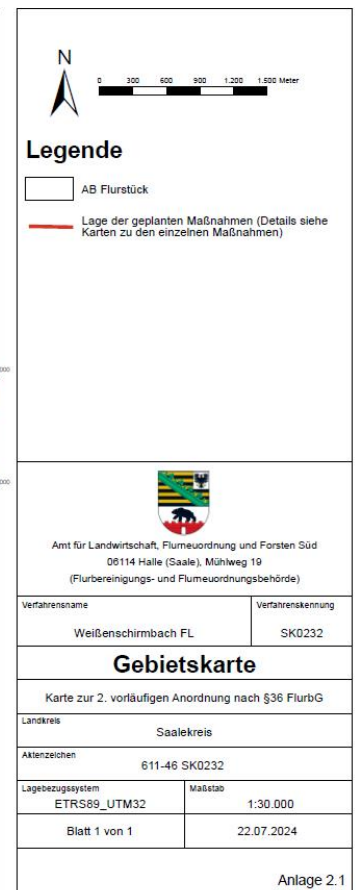 N
0 300 600 900 1.200 1.500 Meter
Legende
AB Flurstück
Lage der geplanten Maßnahmen (Details siehe
Karten zu den einzelnen Maßnahmen)
000
000
Amt für Landwirtschaft, Flurneuordnung und Forsten Süd
06114 Halle (Saale), Mühlweg 19
(Flurbereinigungs- und Flurneuordnungsbehörde)
Verfahrensname
Verfahrenskennung
Weißenschirmbach FL
SK0232
Gebietskarte
Karte zur 2. vorläufigen Anordnung nach §36 FlurbG
Landkreis
Saalekreis
Aktenzeichen
611-46 SK0232
Lagebezugssystem
Maßstab
ETRS89_UTM32
1:30.000
Blatt 1 von 1
22.07.2024
Anlage 2.1